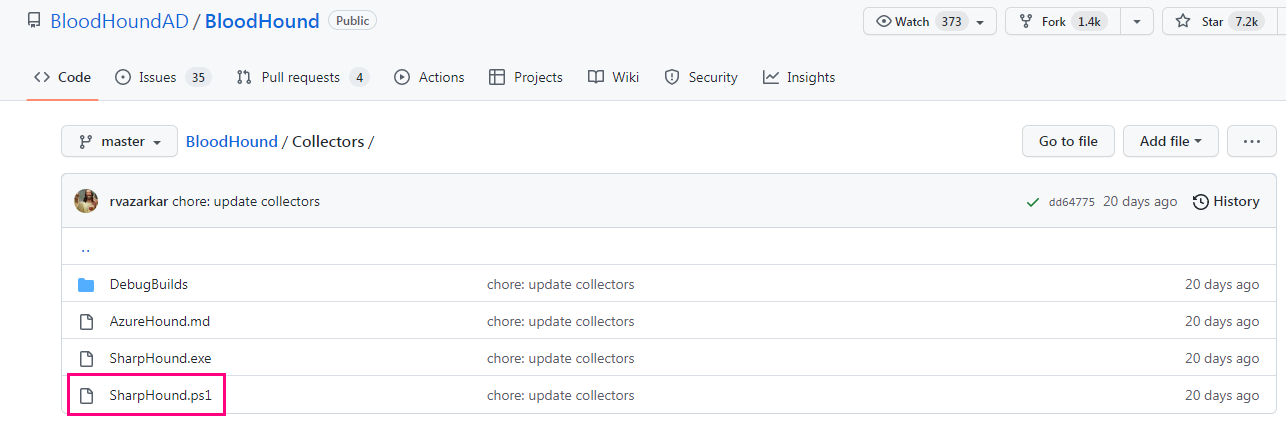 BloodHoundAD / BloodHound Public Watch 373 Fork 1.4k Star 7.2k
Code Issues 35 Pull requests 4 Actions Projects Wiki Security Insights
master BloodHound / Collectors / Go to file Add file ...
rvazarkar chore: update collectors dd64775 20 days ago History
..
DebugBuilds chore: update collectors 20 days ago
AzureHound.md chore: update collectors 20 days ago
SharpHound.exe chore: update collectors 20 days ago
SharpHound.ps1 chore: update collectors 20 days ago